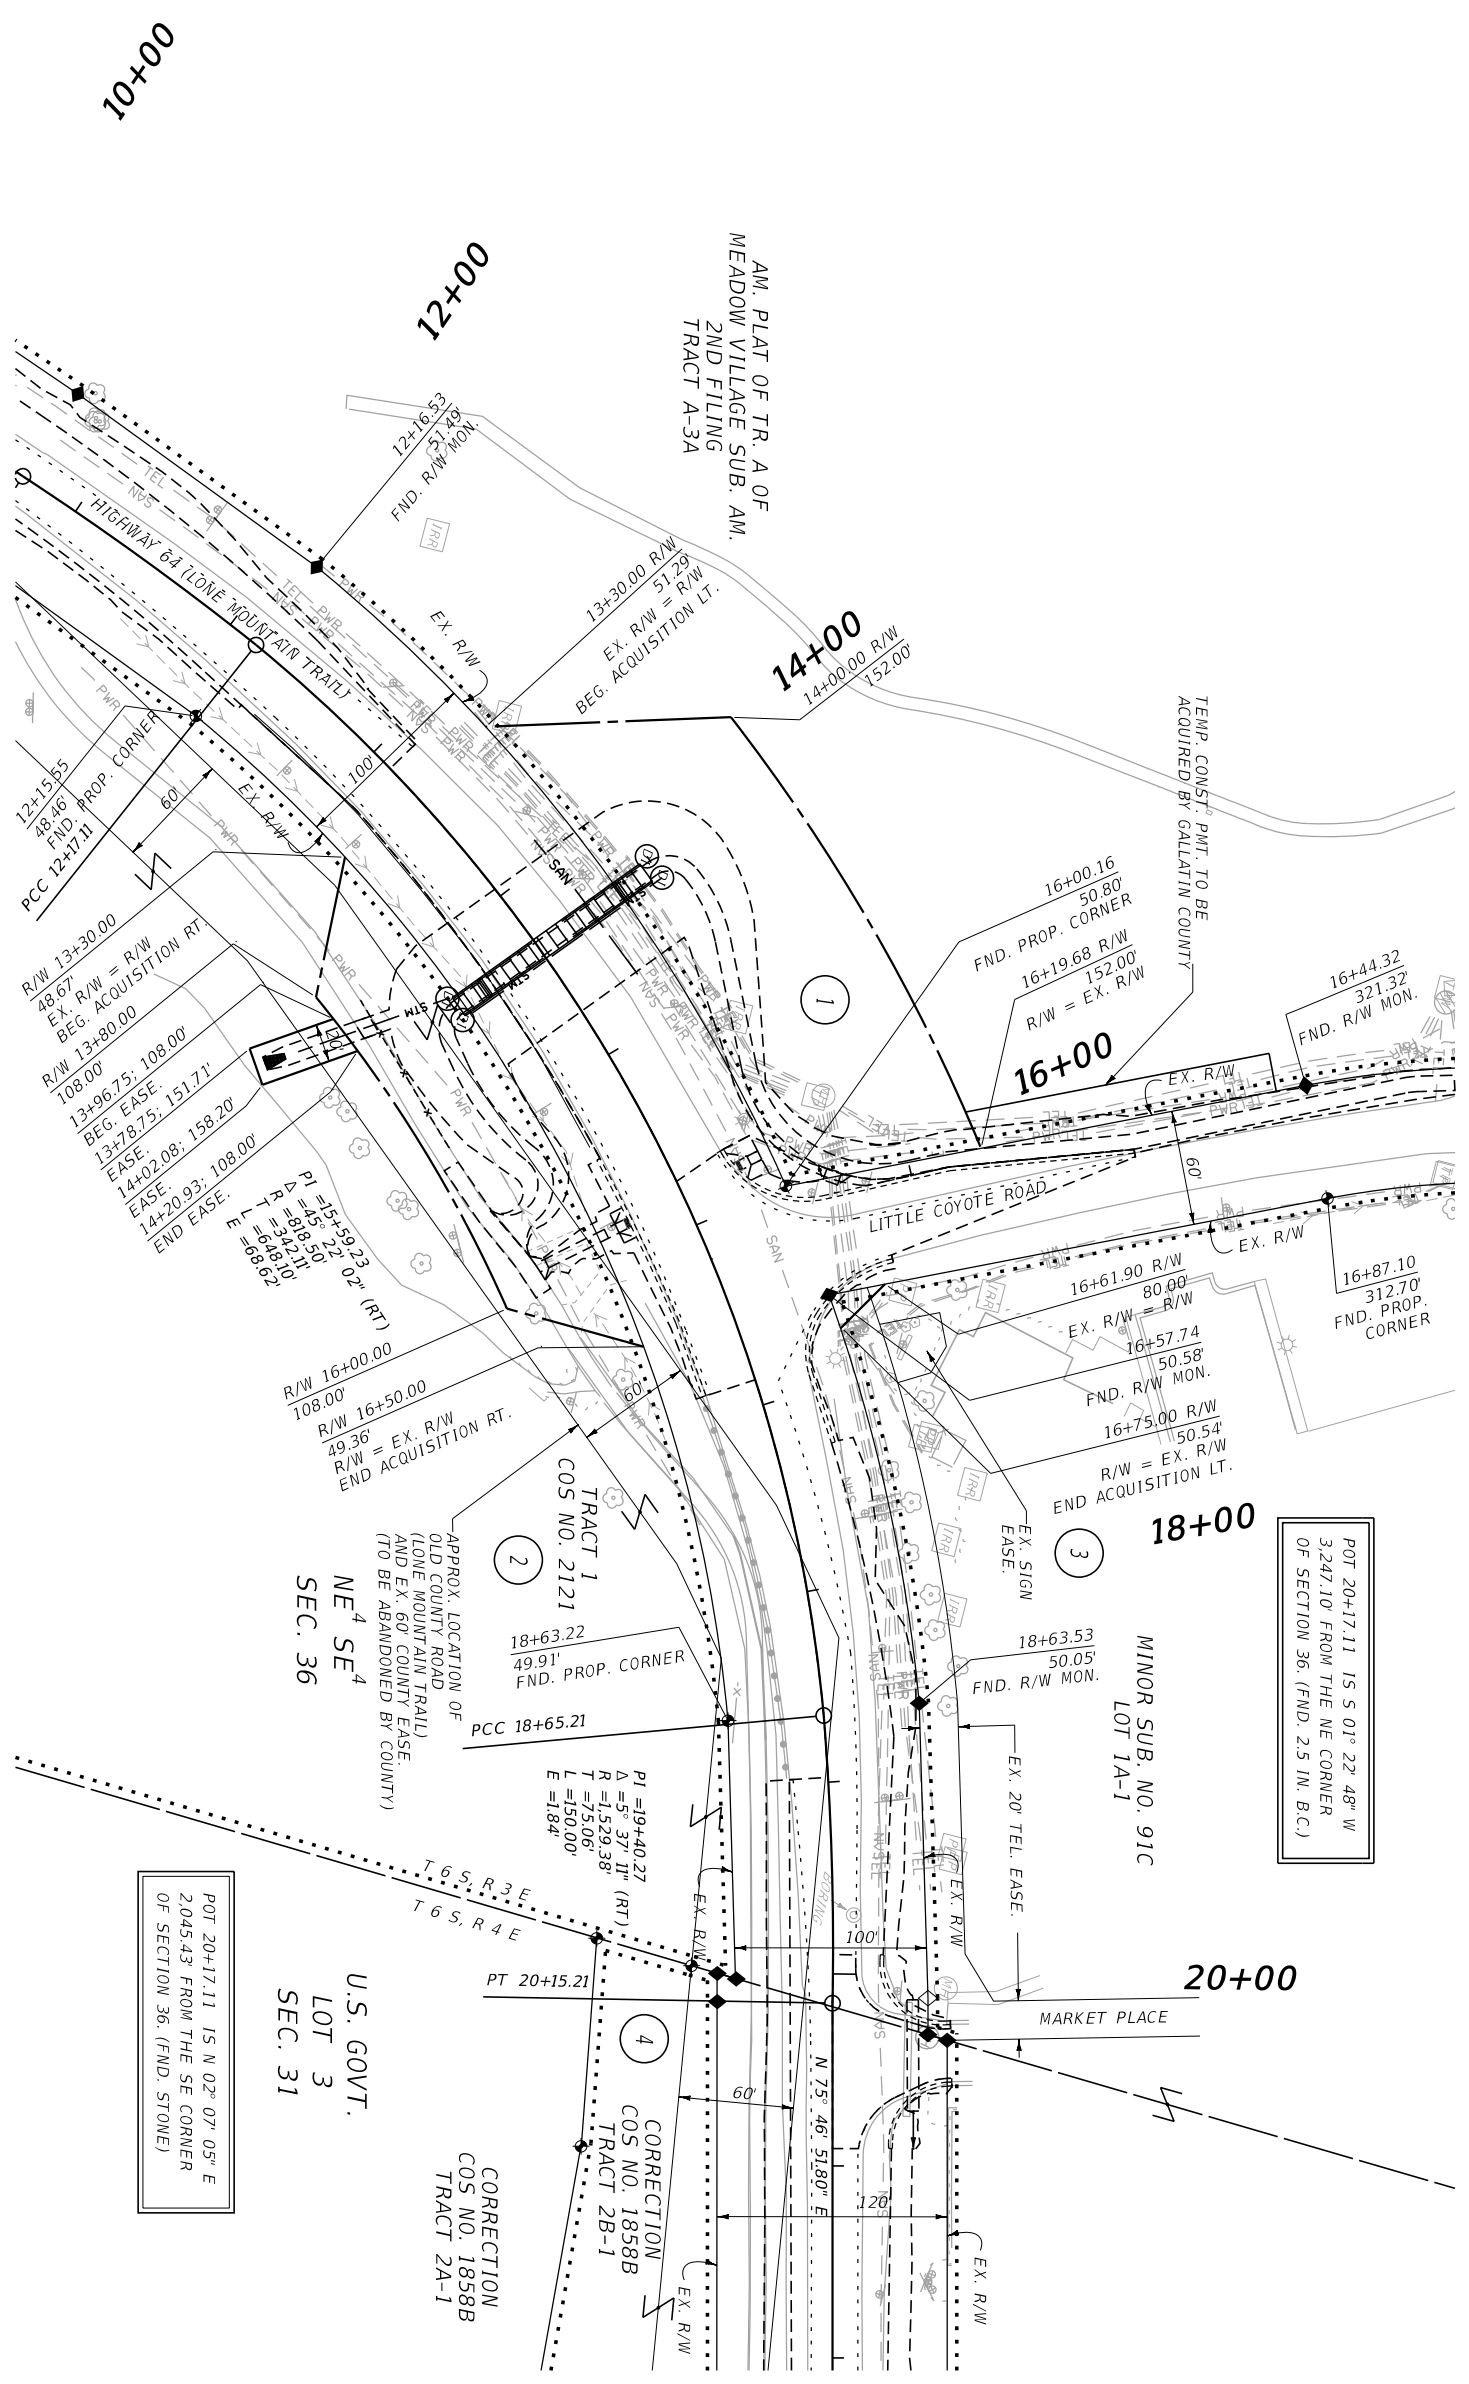 10+00
12+00
14+00
16+00
18+00
20+00
AM. PLAT OF TR. A OF
MEADOW VILLAGE SUB. AM.
2ND FILING
TRACT A-3A
12+16.53
51.49'
FND. R/W MON.
HIGHWAY 64 (LONE MOUNTAIN TRAIL)
EX. R/W
13+30.00 R/W
51.29'
EX. R/W = R/W
BEG. ACQUISITION LT.
14+00.00 R/W
152.00'
TEMP. CONST. PMT. TO BE
ACQUIRED BY GALLATIN COUNTY
16+00.16
50.80'
FND. PROP. CORNER
16+19.68 R/W
152.00'
R/W = EX. R/W
16+44.32
321.32'
FND. R/W MON.
EX. R/W
60'
LITTLE COYOTE ROAD
EX. R/W
16+87.10
312.70'
FND. PROP.
CORNER
16+61.90 R/W
80.00'
EX. R/W = R/W
16+57.74
50.58'
FND. R/W MON.
16+75.00 R/W
50.54'
R/W = EX. R/W
END ACQUISITION LT.
EX. SIGN
EASE.
1
2
3
4
12+15.55
48.46'
FND. PROP. CORNER
PCC 12+17.11
60'
100'
EX. R/W
R/W 13+30.00
48.67'
EX. R/W = R/W
BEG. ACQUISITION RT.
R/W 13+80.00
108.00'
13+96.75; 108.00'
BEG. EASE.
13+78.75; 151.71'
EASE.
14+02.08; 158.20'
EASE.
14+20.93; 108.00'
END EASE.
20'
STM
STM
SAN
PI =15+59.23
Δ =45° 22' 02" (RT)
R =818.50'
T =342.11'
L =648.10'
E =68.62'
R/W 16+00.00
108.00'
R/W 16+50.00
49.36'
R/W = EX. R/W
END ACQUISITION RT.
60'
TRACT 1
COS NO. 2121
APPROX. LOCATION OF
OLD COUNTY ROAD
(LONE MOUNTAIN TRAIL)
AND EX. 60' COUNTY EASE.
(TO BE ABANDONED BY COUNTY)
NE⁴ SE⁴
SEC. 36
18+63.22
49.91'
FND. PROP. CORNER
PCC 18+65.21
18+63.53
50.05'
FND. R/W MON.
MINOR SUB. NO. 91C
LOT 1A-1
POT 20+17.11 IS S 01° 22' 48" W
3,247.10' FROM THE NE CORNER
OF SECTION 36. (FND. 2.5 IN. B.C.)
PI =19+40.27
Δ =5° 37' 11" (RT)
R =1,529.38'
T =75.06'
L =150.00'
E =1.84'
EX. 20' TEL. EASE.
EX. R/W
EX. R/W
BORING
100'
T 6 S, R 3 E
T 6 S, R 4 E
PT 20+15.21
MARKET PLACE
POT 20+17.11 IS N 02° 07' 05" E
2,045.43' FROM THE SE CORNER
OF SECTION 36. (FND. STONE)
U.S. GOVT.
LOT 3
SEC. 31
N 75° 46' 51.80" E
60'
120'
CORRECTION
COS NO. 1858B
TRACT 2B-1
CORRECTION
COS NO. 1858B
TRACT 2A-1
EX. R/W
EX. R/W
TEL
SAN
PWR
IRR